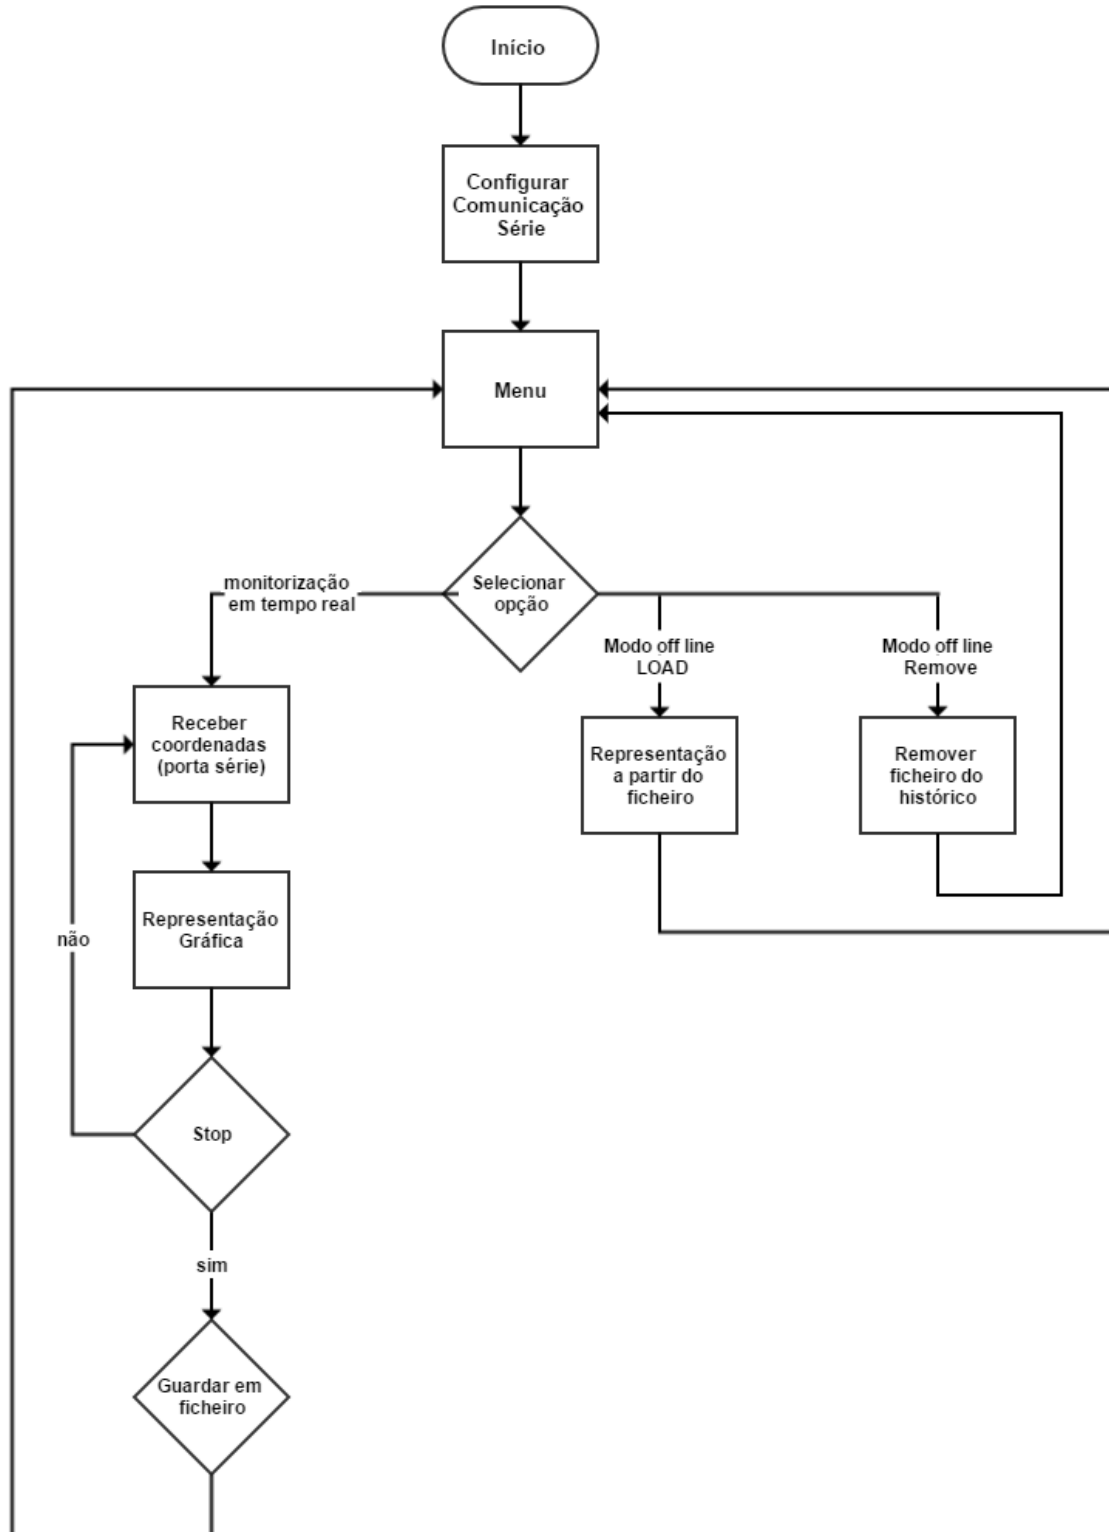 Início
Configurar
Comunicação
Série
Menu
Selecionar
opção
monitorização
em tempo real
Modo off line
LOAD
Modo off line
Remove
Receber
coordenadas
(porta série)
Representação
a partir do
ficheiro
Remover
ficheiro do
histórico
Representação
Gráfica
não
Stop
sim
Guardar em
ficheiro